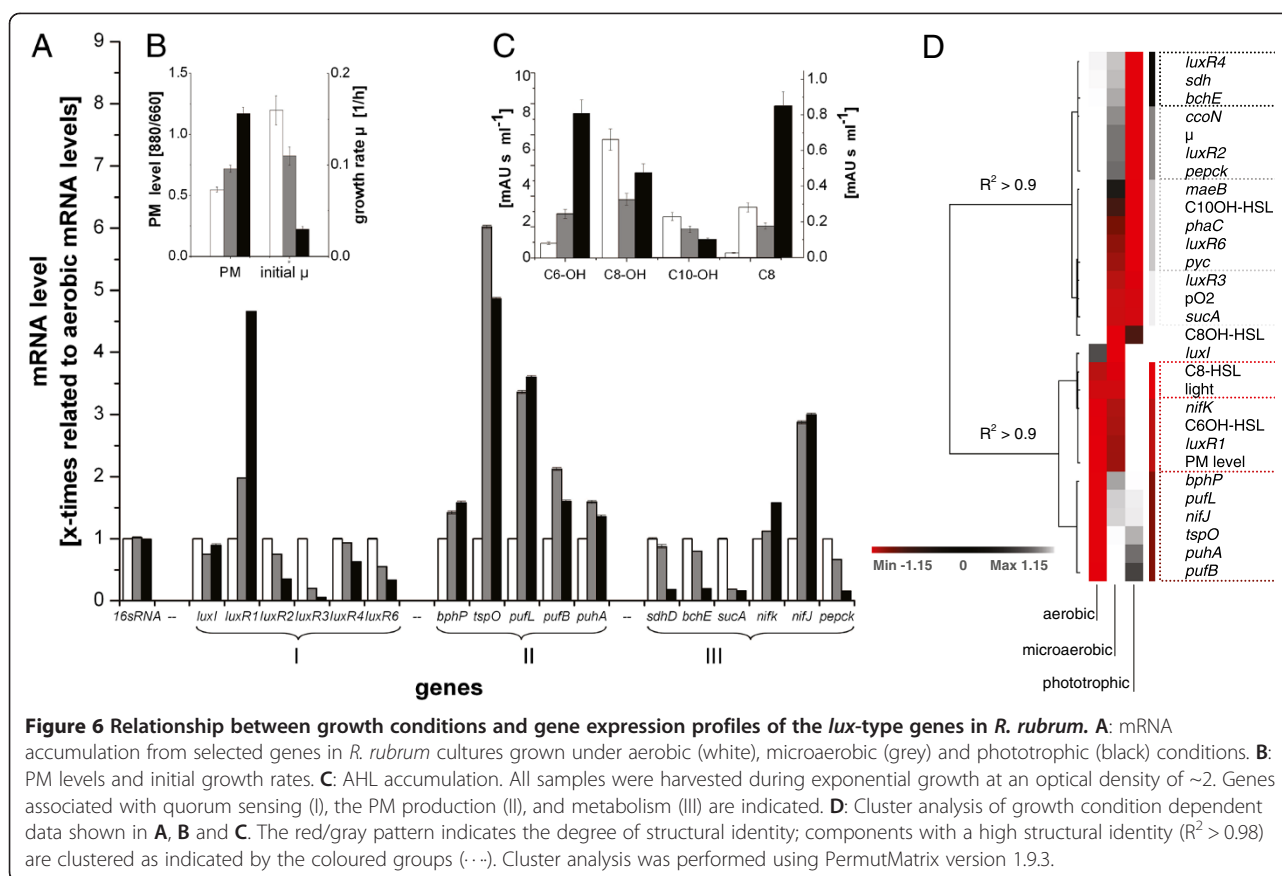 A
B
C
D
mRNA level
[x-times related to aerobic mRNA levels]
9
8
7
6
5
4
3
2
1
0
16sRNA -- luxI luxR1 luxR2 luxR3 luxR4 luxR6 -- bphP tspO pufL pufB puhA -- sdhD bchE sucA nifk nifJ pepck
I
II
III
genes
PM level [880/660]
1.5
1.0
0.5
0.0
0.2
0.1
0.0
growth rate µ [1/h]
PM initial µ
[mAU s ml-1]
10
8
6
4
2
0
1.0
0.8
0.6
0.4
0.2
0.0
[mAU s ml-1]
C6-OH C8-OH C10-OH C8
R2 > 0.9
R2 > 0.9
luxR4
sdh
bchE
ccoN
µ
luxR2
pepck
maeB
C10OH-HSL
phaC
luxR6
pyc
luxR3
pO2
sucA
C8OH-HSL
luxI
C8-HSL
light
nifK
C6OH-HSL
luxR1
PM level
bphP
pufL
nifJ
tspO
puhA
pufB
Min -1.15 0 Max 1.15
aerobic
microaerobic
phototrophic
Figure 6 Relationship between growth conditions and gene expression profiles of the lux-type genes in R. rubrum. A: mRNA
accumulation from selected genes in R. rubrum cultures grown under aerobic (white), microaerobic (grey) and phototrophic (black) conditions. B:
PM levels and initial growth rates. C: AHL accumulation. All samples were harvested during exponential growth at an optical density of ~2. Genes
associated with quorum sensing (I), the PM production (II), and metabolism (III) are indicated. D: Cluster analysis of growth condition dependent
data shown in A, B and C. The red/gray pattern indicates the degree of structural identity; components with a high structural identity (R2 > 0.98)
are clustered as indicated by the coloured groups (····). Cluster analysis was performed using PermutMatrix version 1.9.3.